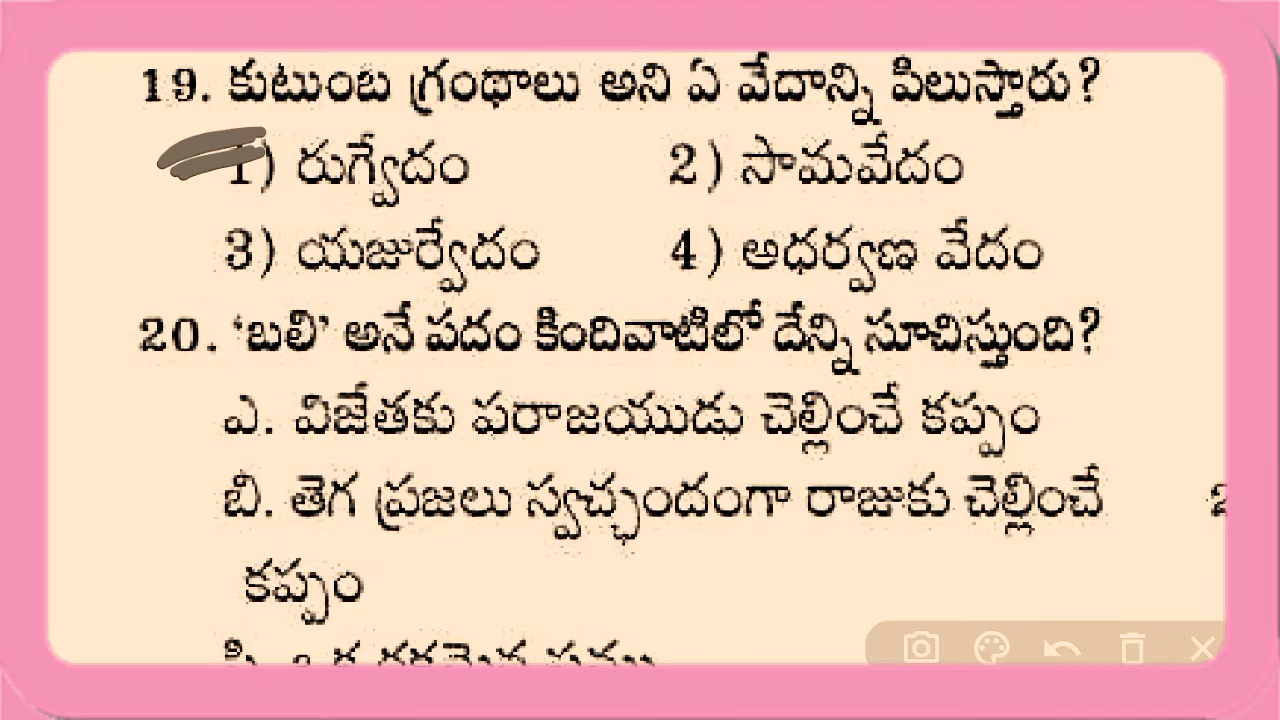 19. కుటుంబ గ్రంథాలు అని ఏ వేదాన్ని పిలుస్తారు?
1) రుగ్వేదం 2) సామవేదం
3) యజుర్వేదం 4) అధర్వణ వేదం
20. ‘బలి’ అనే పదం కిందివాటిలో దేన్ని సూచిస్తుంది?
ఎ. విజేతకు పరాజయుడు చెల్లించే కప్పం
బీ. తెగ ప్రజలు స్వచ్ఛందంగా రాజుకు చెల్లించే
కప్పం